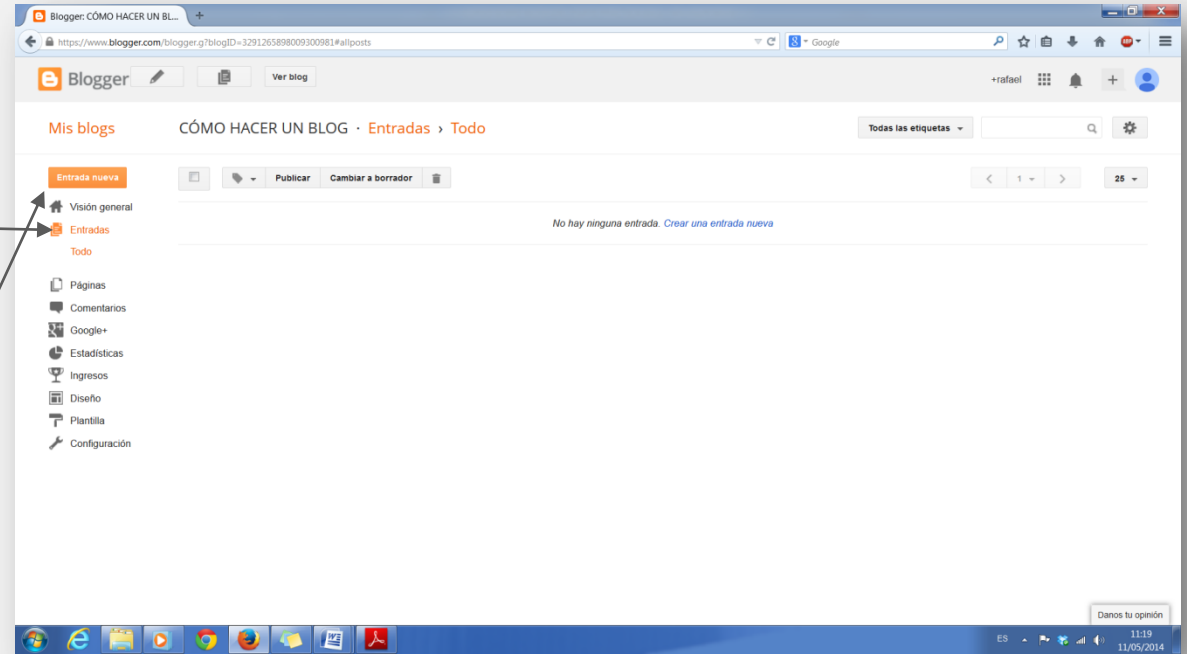 Blogger: CÓMO HACER UN BL...
https://www.blogger.com/blogger.g?blogID=3291265898009300981#allposts
Google
Blogger
Ver blog
+rafael
Mis blogs
CÓMO HACER UN BLOG · Entradas › Todo
Todas las etiquetas
Entrada nueva
Publicar
Cambiar a borrador
1
25
Visión general
No hay ninguna entrada. Crear una entrada nueva
Entradas
Todo
Páginas
Comentarios
Google+
Estadísticas
Ingresos
Diseño
Plantilla
Configuración
Danos tu opinión
ES
11:19
11/05/2014